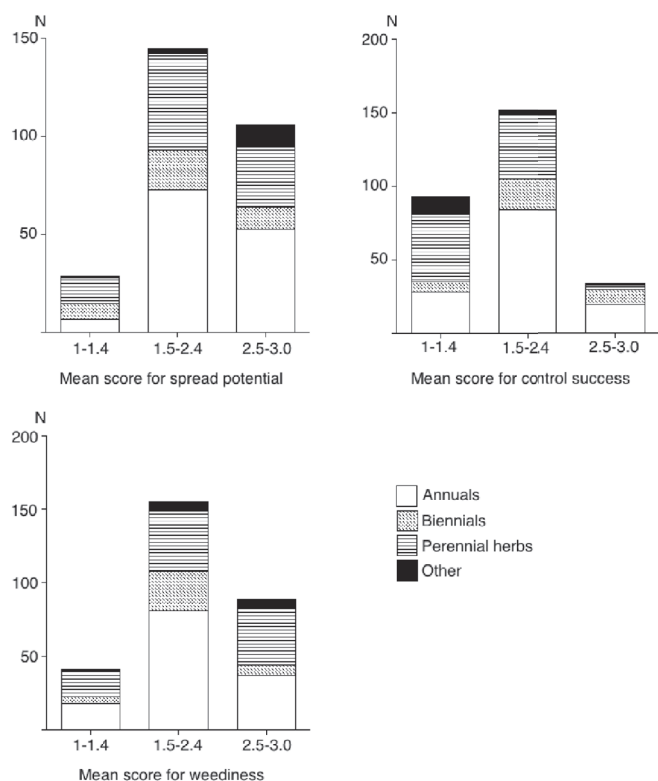 N
150
100
50
1-1.4 1.5-2.4 2.5-3.0
Mean score for spread potential
N
200
150
100
50
1-1.4 1.5-2.4 2.5-3.0
Mean score for control success
N
200
150
100
50
1-1.4 1.5-2.4 2.5-3.0
Mean score for weediness
Annuals
Biennials
Perennial herbs
Other